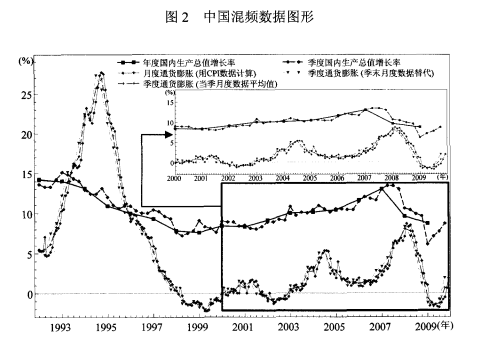 图 2 中国混频数据图形
(%)
年度国内生产总值增长率
季度国内生产总值增长率
月度通货膨胀 (用CPI数据计算)
季度通货膨胀 (季末月度数据替代)
季度通货膨胀 (当季月度数据平均值)
(%)
15
10
5
0
2000 2001 2002 2003 2004 2005 2006 2007 2008 2009 (年)
25
20
15
10
5
0
1993 1995 1997 1999 2001 2003 2005 2007 2009(年)